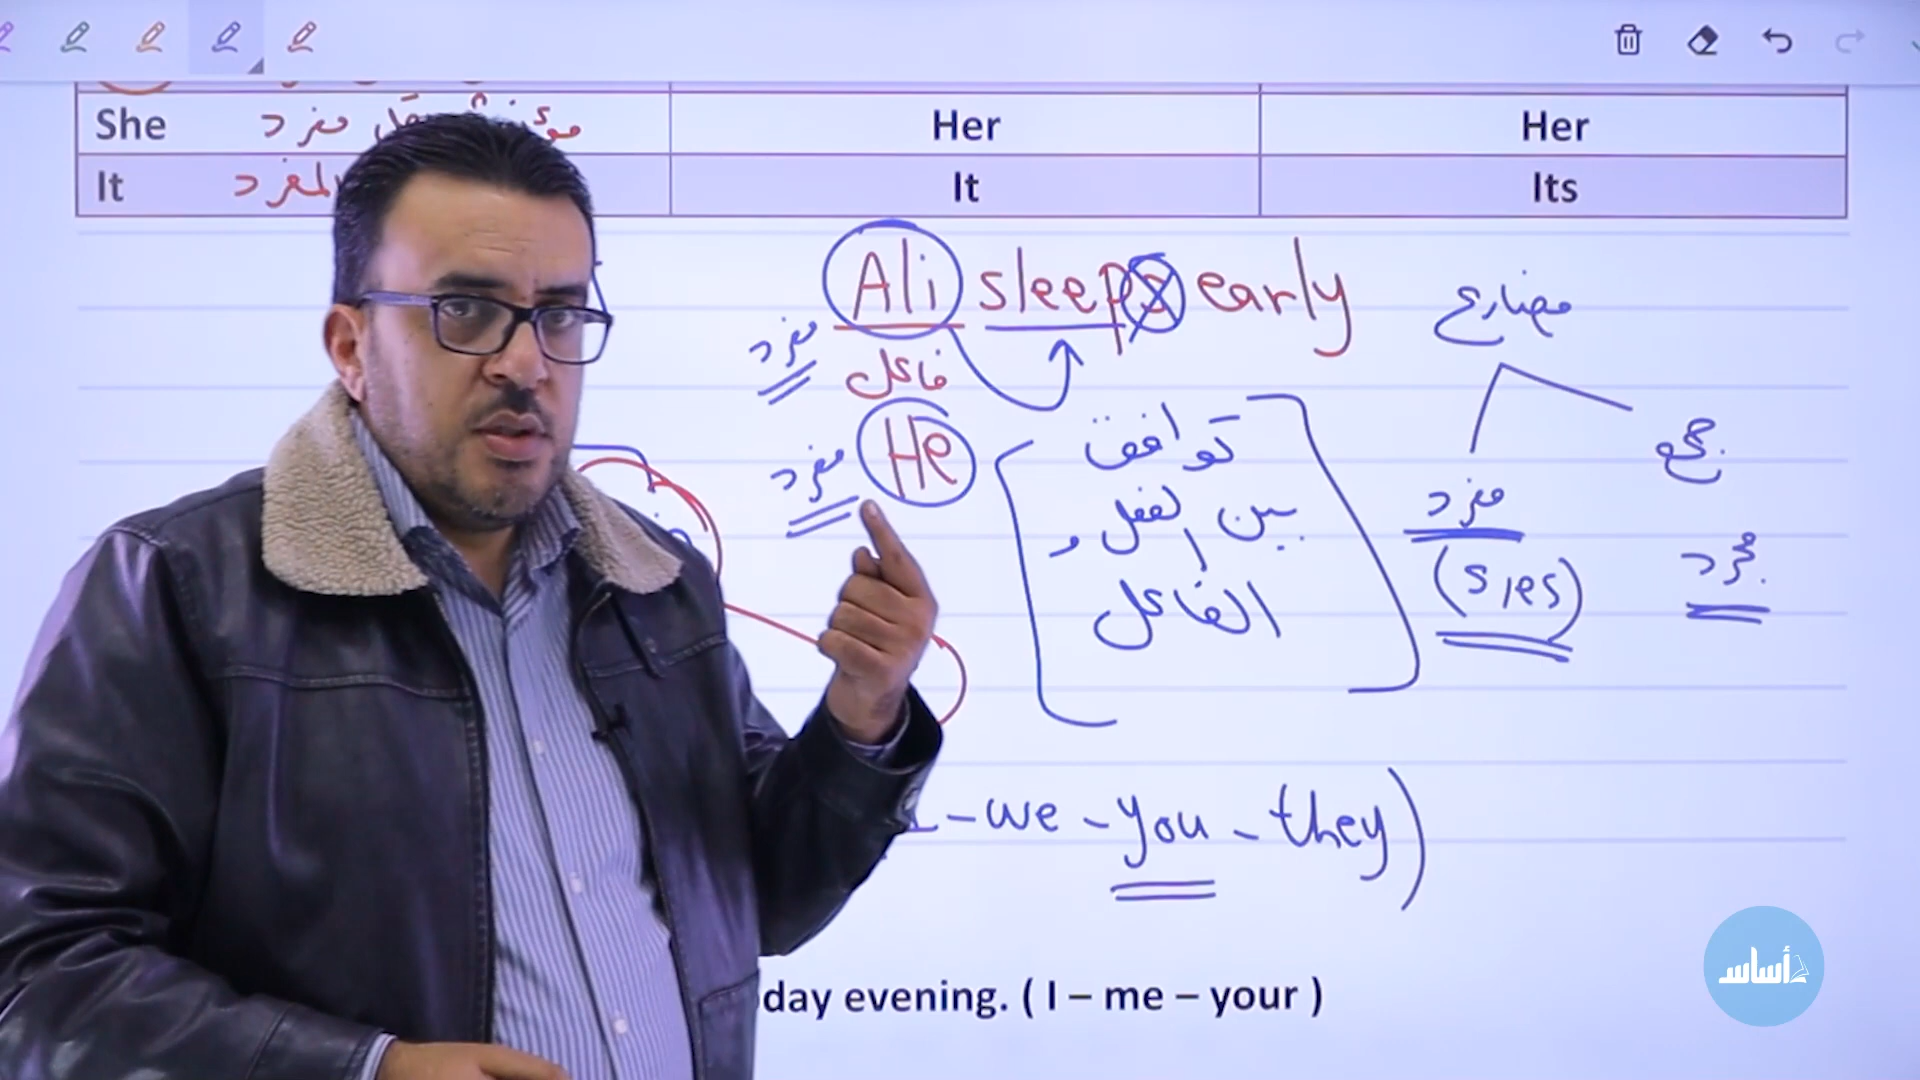 She مؤنث عاقل مفرد Her Her
It المفرد It Its
Ali sleeps early مضارع
مفرد فاعل
He مفرد
توافق
بين الفعل و
الفاعل
جمع
مفرد
(s/es) مجرد
I - we - you - they)
day evening. ( I – me – your )
أساس